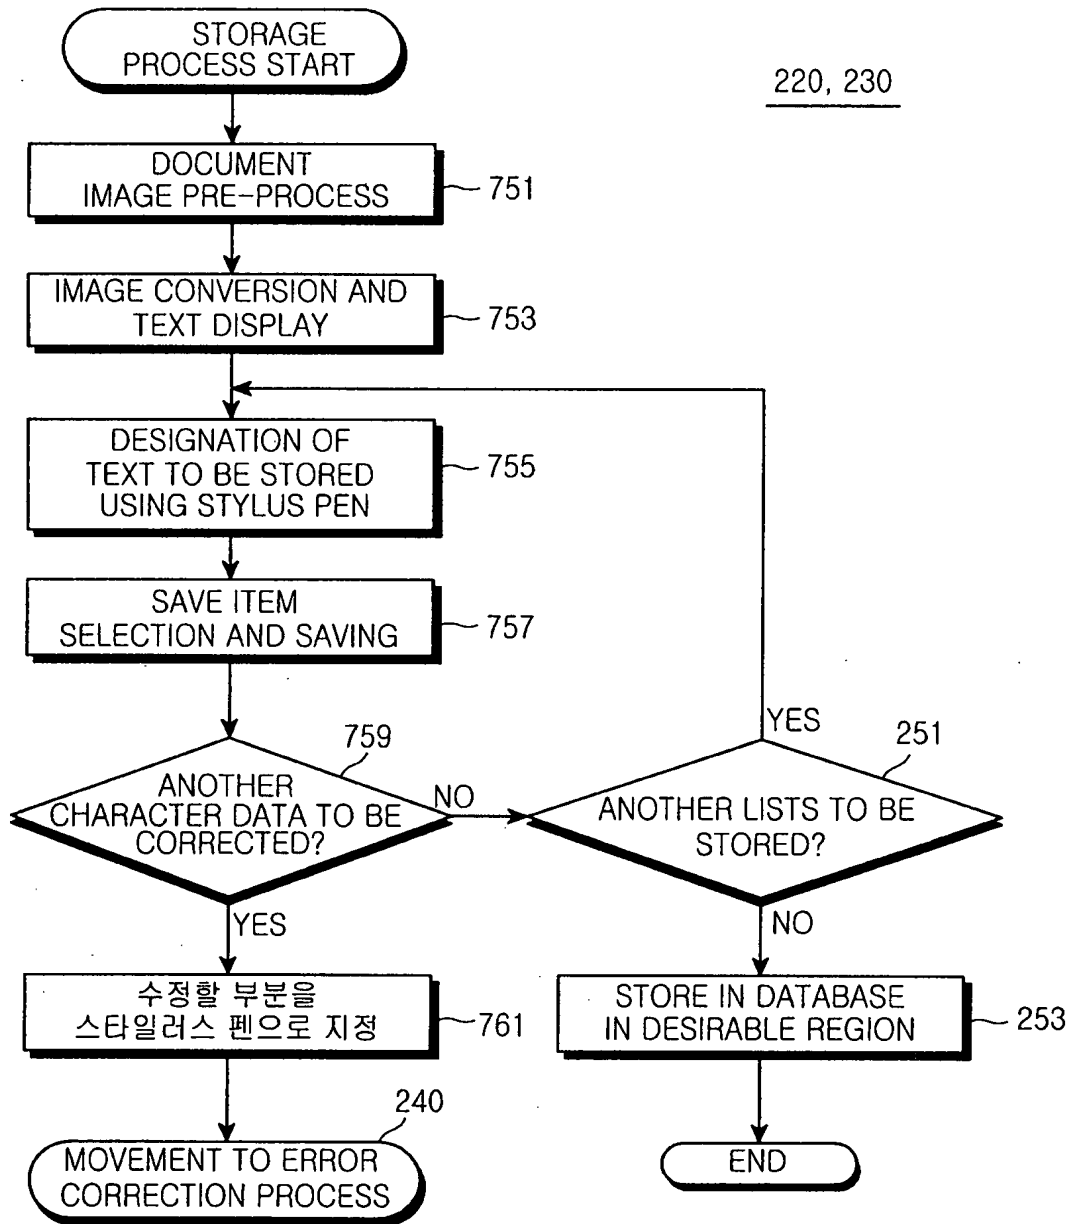 STORAGE
PROCESS START
220, 230
DOCUMENT
IMAGE PRE-PROCESS
751
IMAGE CONVERSION AND
TEXT DISPLAY
753
DESIGNATION OF
TEXT TO BE STORED
USING STYLUS PEN
755
SAVE ITEM
SELECTION AND SAVING
757
759
ANOTHER
CHARACTER DATA TO BE
CORRECTED?
NO
YES
251
ANOTHER LISTS TO BE
STORED?
YES
NO
수정할 부분을
스타일러스 펜으로 지정
761
STORE IN DATABASE
IN DESIRABLE REGION
253
240
MOVEMENT TO ERROR
CORRECTION PROCESS
END